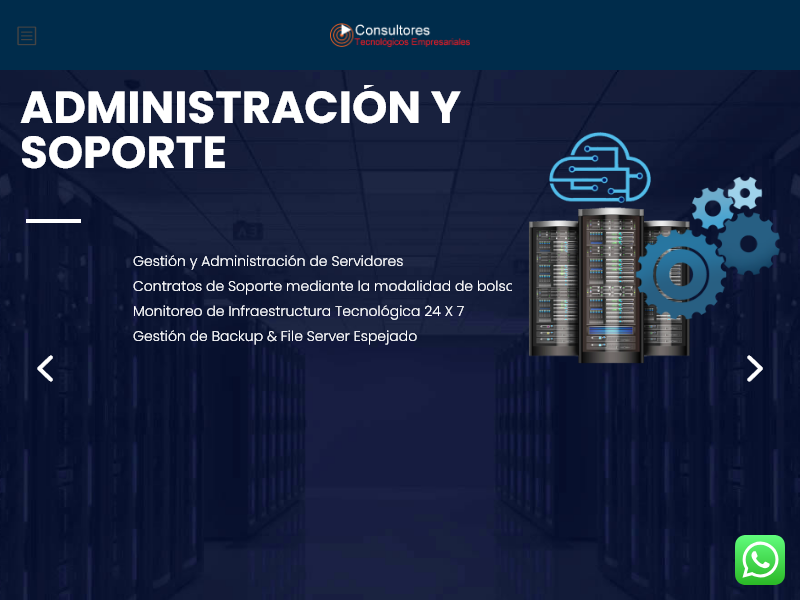 Consultores
Tecnológicos Empresariales
ADMINISTRACIÓN Y
SOPORTE
Gestión y Administración de Servidores
Contratos de Soporte mediante la modalidad de bolsa
Monitoreo de Infraestructura Tecnológica 24 X 7
Gestión de Backup & File Server Espejado